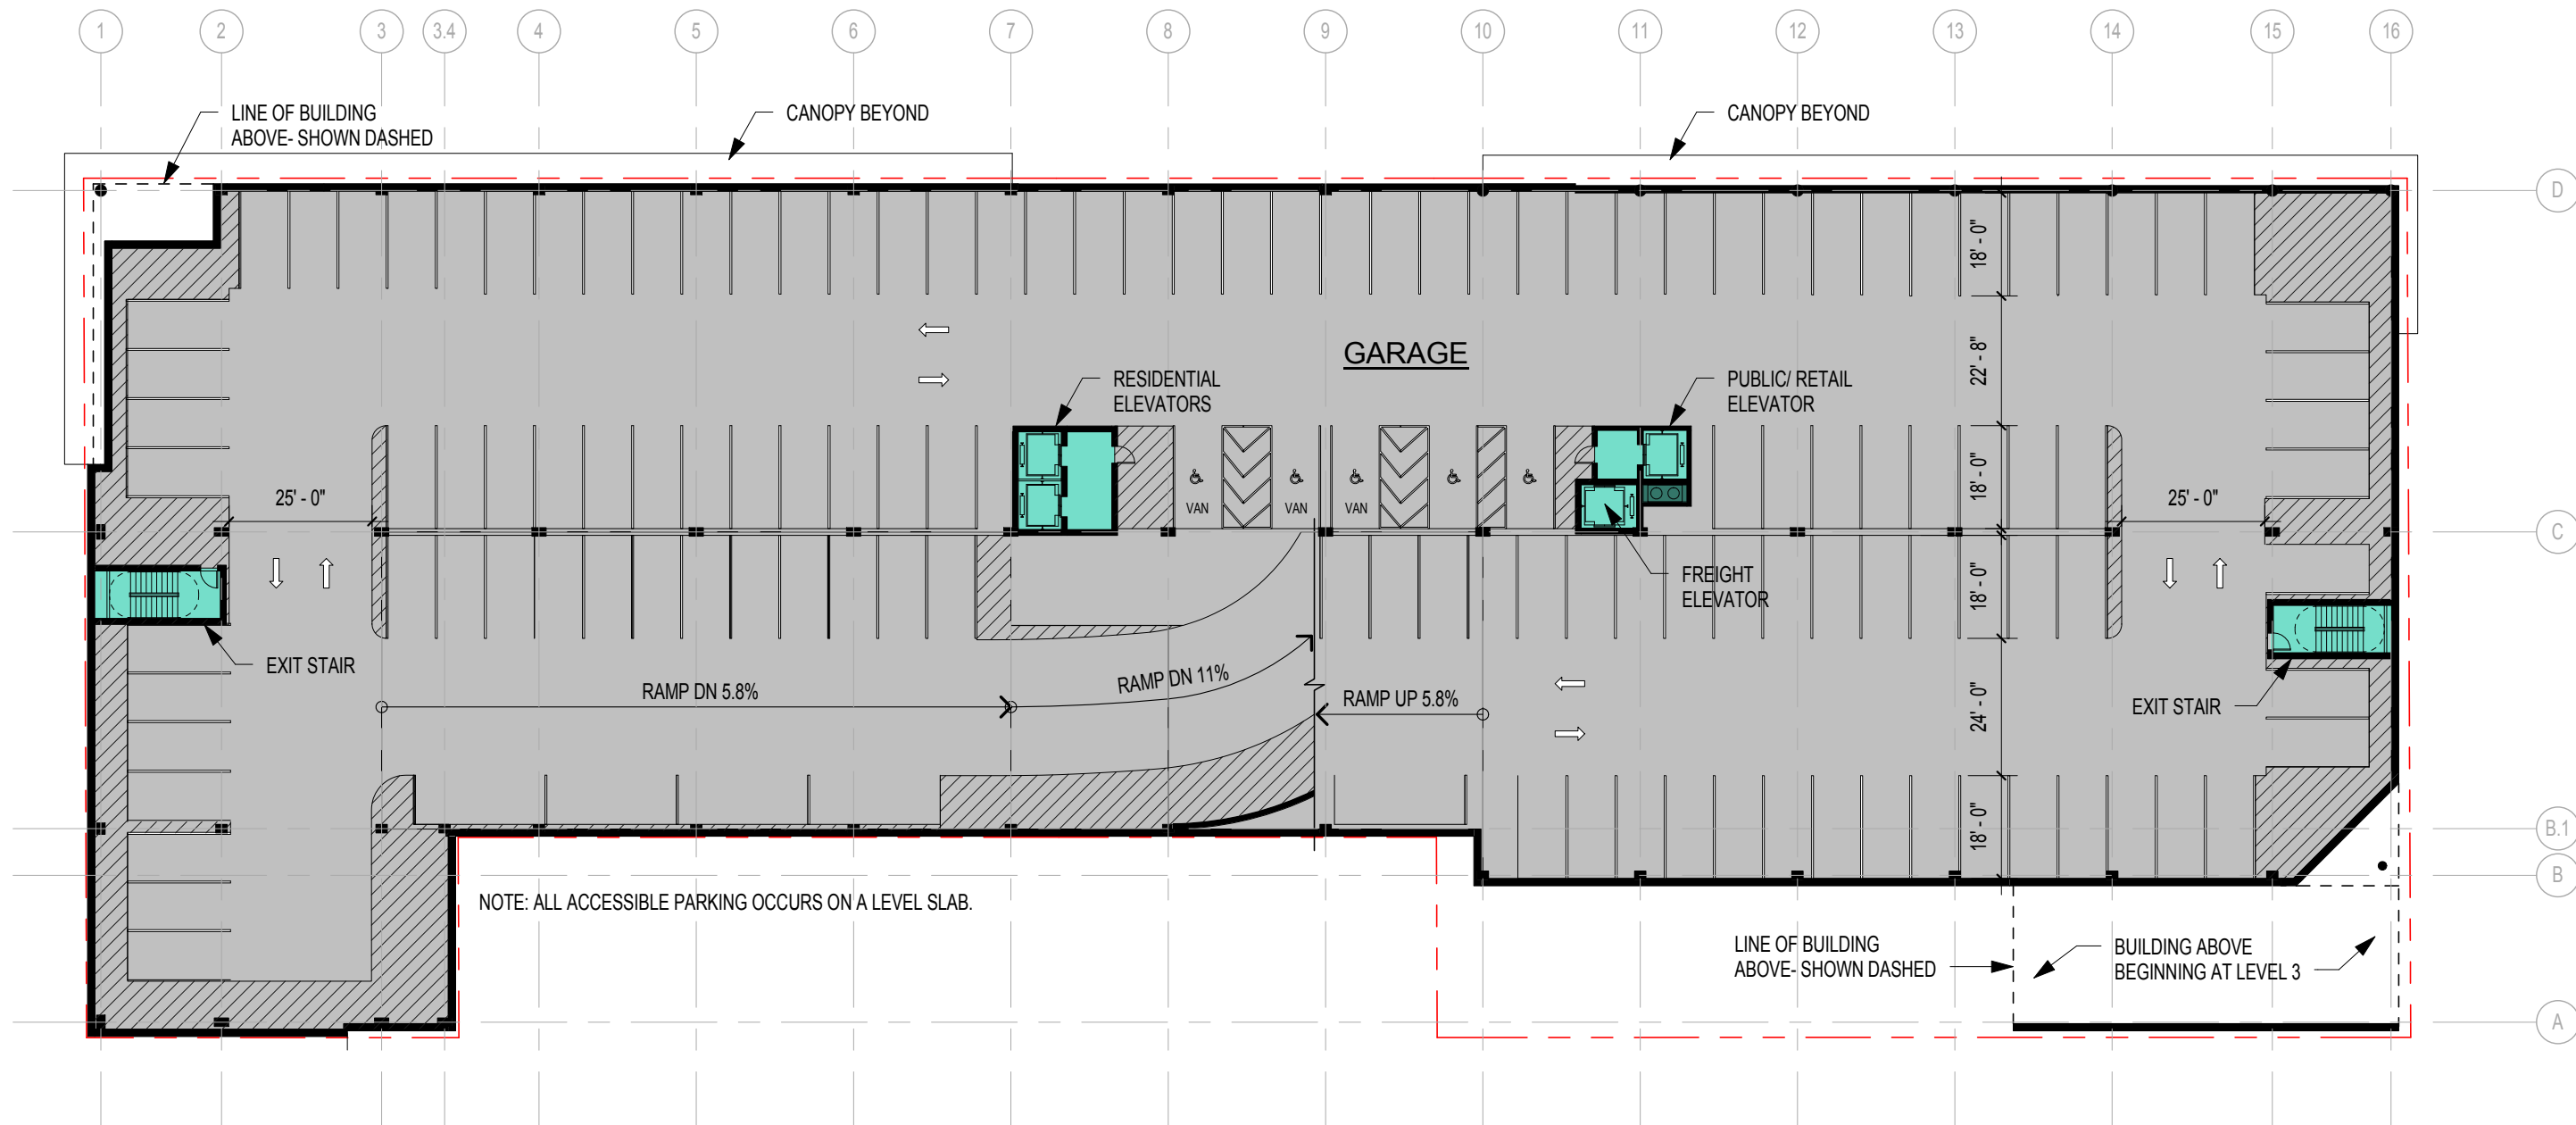 1 2 3 3.4 4 5 6 7 8 9 10 11 12 13 14 15 16
LINE OF BUILDING
ABOVE- SHOWN DASHED
CANOPY BEYOND
CANOPY BEYOND
D
18' - 0"
22' - 8"
GARAGE
RESIDENTIAL
ELEVATORS
PUBLIC/ RETAIL
ELEVATOR
18' - 0"
25' - 0"
25' - 0"
VAN
VAN
VAN
C
FREIGHT
ELEVATOR
18' - 0"
EXIT STAIR
RAMP DN 5.8%
RAMP DN 11%
RAMP UP 5.8%
24' - 0"
EXIT STAIR
18' - 0"
B.1
B
NOTE: ALL ACCESSIBLE PARKING OCCURS ON A LEVEL SLAB.
LINE OF BUILDING
ABOVE- SHOWN DASHED
BUILDING ABOVE
BEGINNING AT LEVEL 3
A